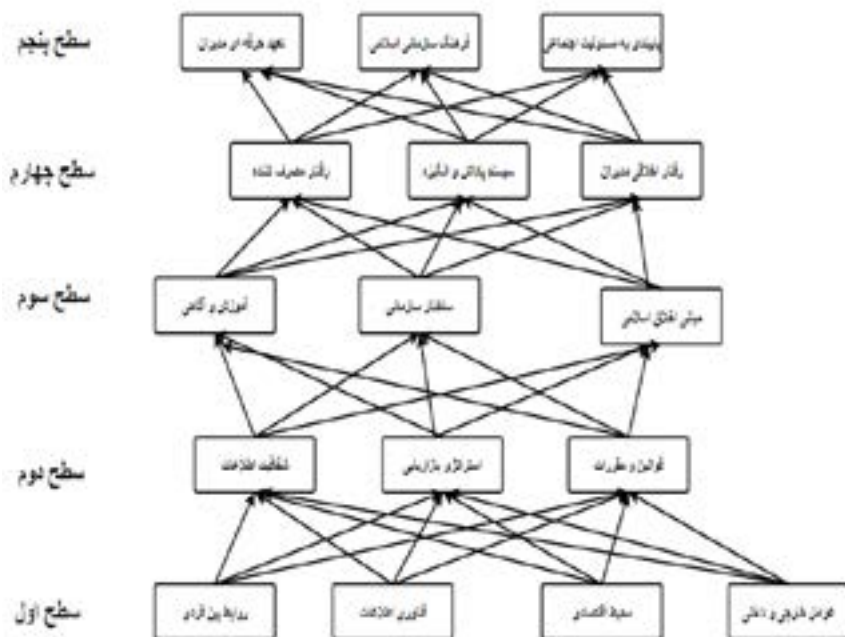 سطح پنجم
پایبندی به مسئولیت اجتماعی
فرهنگ سازمانی اسلامی
تعهد حرفه ای مدیران
سطح چهارم
رفتار اخلاقی مدیران
سیستم پاداش و انگیزه
رفتار مصرف کننده
سطح سوم
مبانی اخلاق اسلامی
ساختار سازمانی
آموزش و آگاهی
سطح دوم
قوانین و مقررات
استراتژی بازاریابی
شفافیت اطلاعات
سطح اول
عوامل خارجی و داخلی
محیط اقتصادی
فناوری اطلاعات
روابط بین فردی